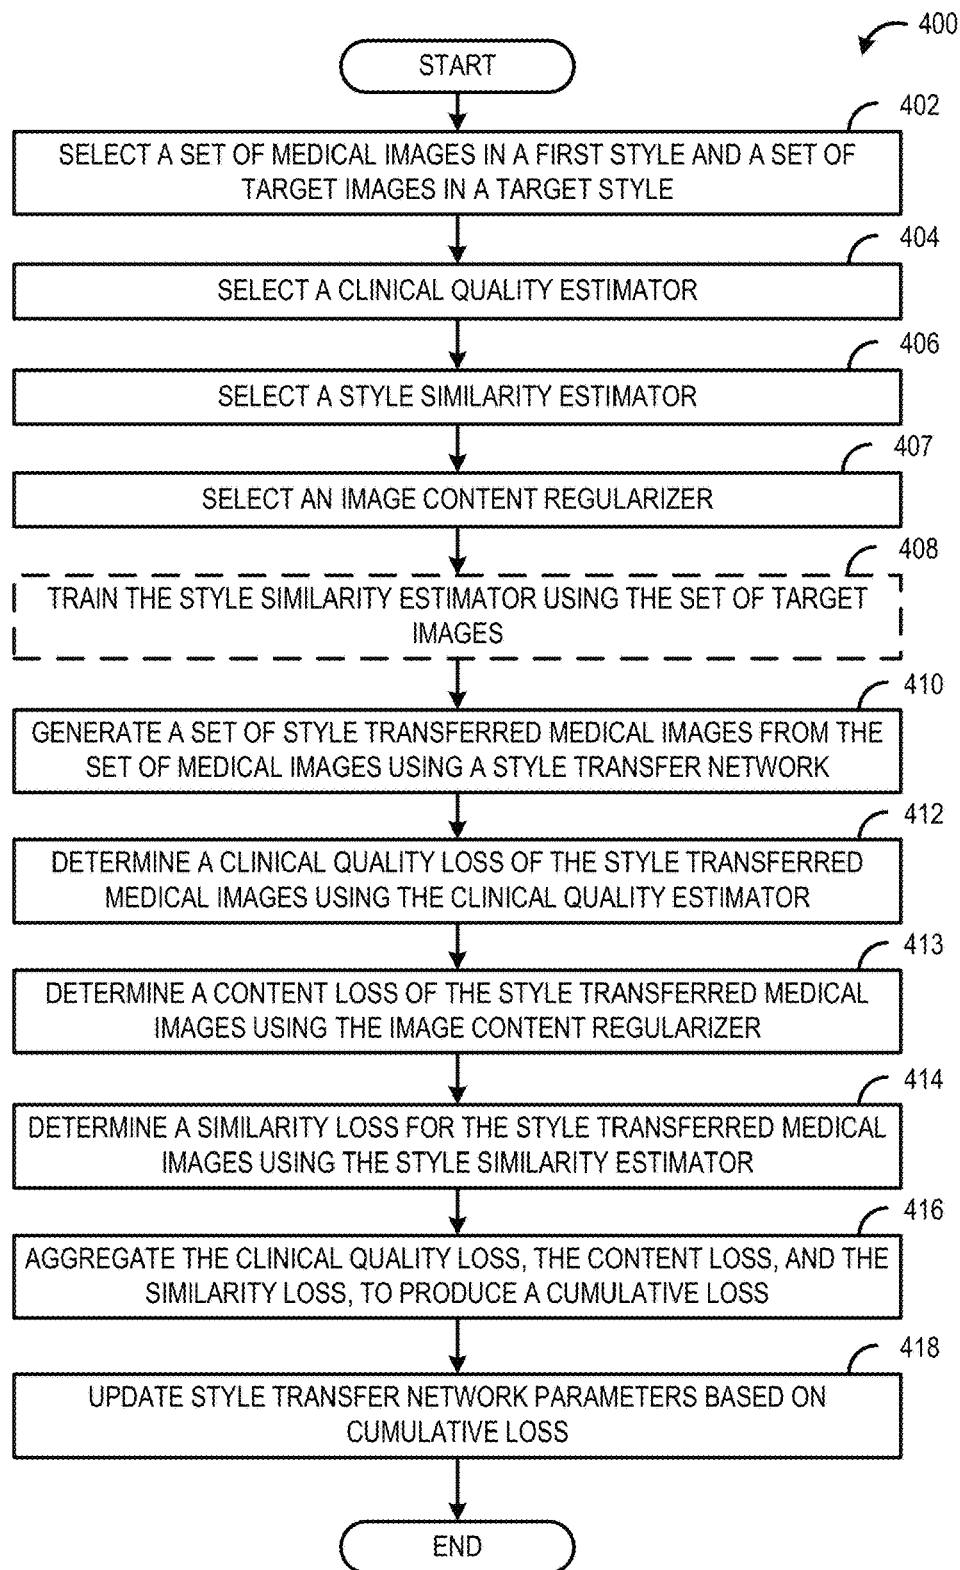 400
START
402
SELECT A SET OF MEDICAL IMAGES IN A FIRST STYLE AND A SET OF
TARGET IMAGES IN A TARGET STYLE
404
SELECT A CLINICAL QUALITY ESTIMATOR
406
SELECT A STYLE SIMILARITY ESTIMATOR
407
SELECT AN IMAGE CONTENT REGULARIZER
408
TRAIN THE STYLE SIMILARITY ESTIMATOR USING THE SET OF TARGET
IMAGES
410
GENERATE A SET OF STYLE TRANSFERRED MEDICAL IMAGES FROM THE
SET OF MEDICAL IMAGES USING A STYLE TRANSFER NETWORK
412
DETERMINE A CLINICAL QUALITY LOSS OF THE STYLE TRANSFERRED
MEDICAL IMAGES USING THE CLINICAL QUALITY ESTIMATOR
413
DETERMINE A CONTENT LOSS OF THE STYLE TRANSFERRED MEDICAL
IMAGES USING THE IMAGE CONTENT REGULARIZER
414
DETERMINE A SIMILARITY LOSS FOR THE STYLE TRANSFERRED MEDICAL
IMAGES USING THE STYLE SIMILARITY ESTIMATOR
416
AGGREGATE THE CLINICAL QUALITY LOSS, THE CONTENT LOSS, AND THE
SIMILARITY LOSS, TO PRODUCE A CUMULATIVE LOSS
418
UPDATE STYLE TRANSFER NETWORK PARAMETERS BASED ON
CUMULATIVE LOSS
END